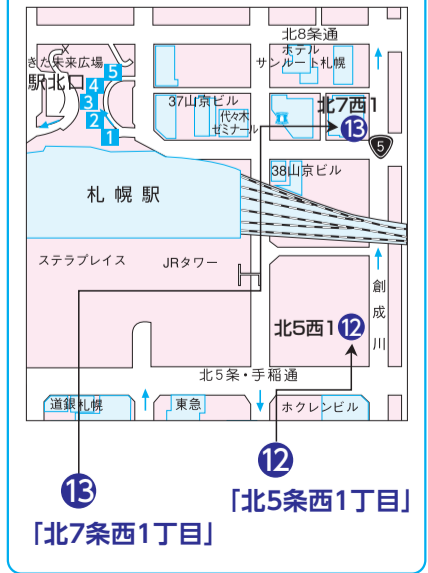 北8条通
ホテル
サンルート札幌
きた未来広場
駅北口
5
4
3
2
1
37山京ビル
代々木
ゼミナール
北7西1
13
5
38山京ビル
札幌駅
ステラプレイス
JRタワー
創成川
北5西1 12
北5条・手稲通
道銀札幌
東急
ホクレンビル
13
「北7条西1丁目」
12
「北5条西1丁目」